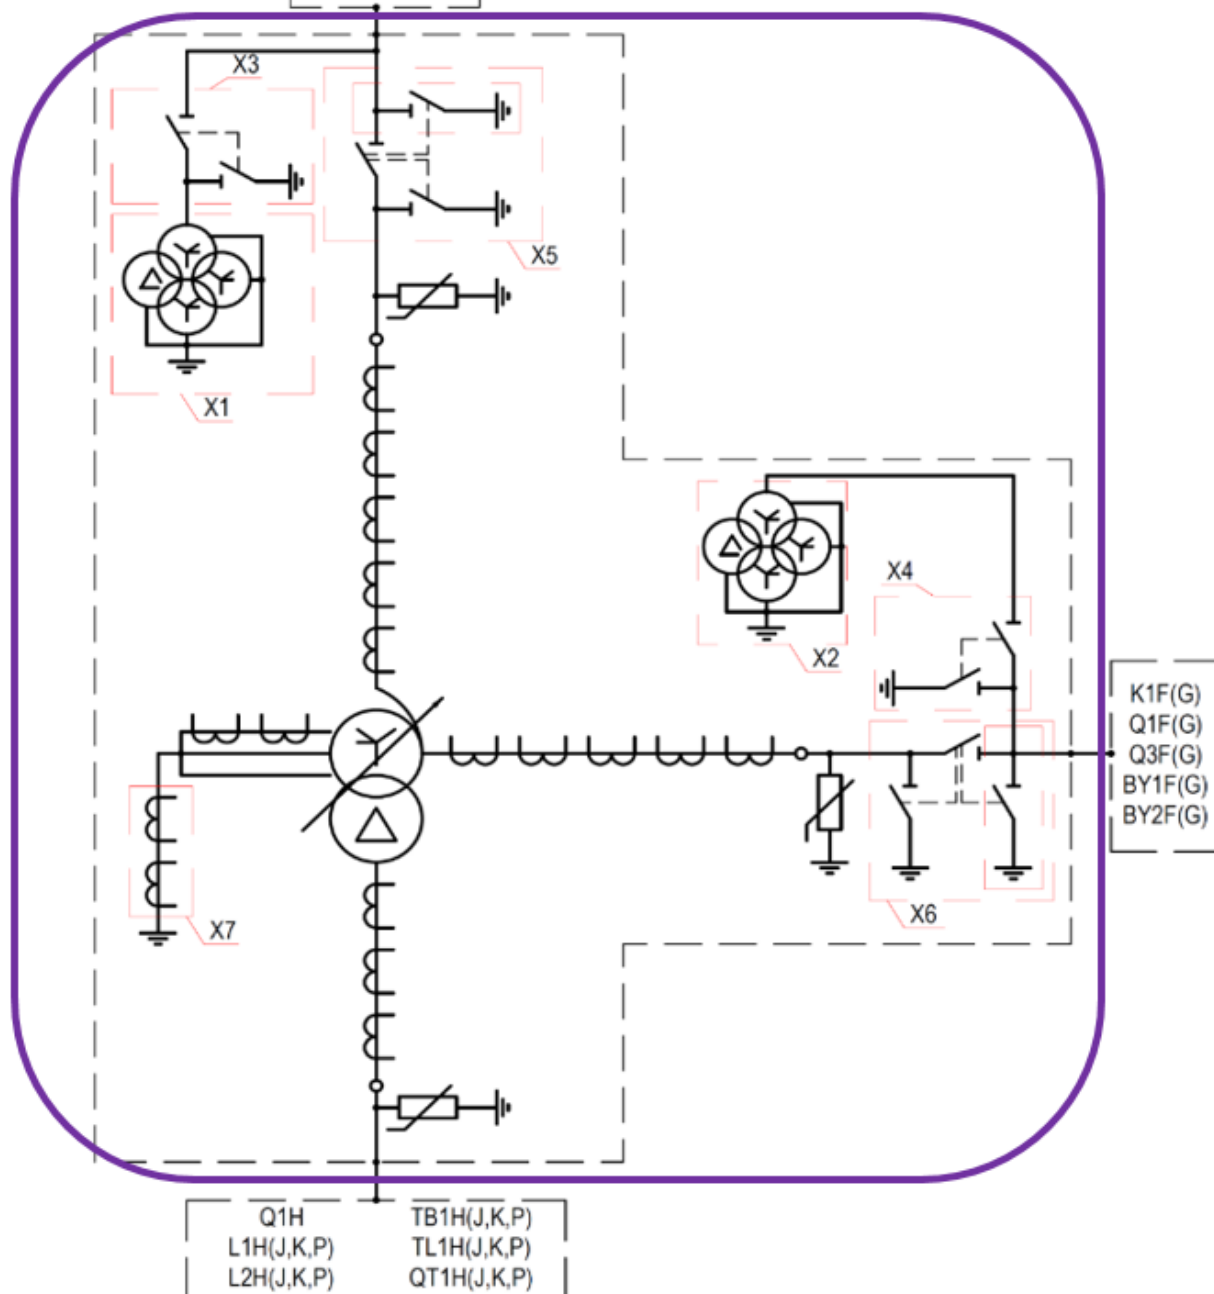 X3
X5
X1
X4
X2
K1F(G)
Q1F(G)
Q3F(G)
BY1F(G)
BY2F(G)
X6
X7
Q1H TB1H(J,K,P)
L1H(J,K,P) TL1H(J,K,P)
L2H(J,K,P) QT1H(J,K,P)